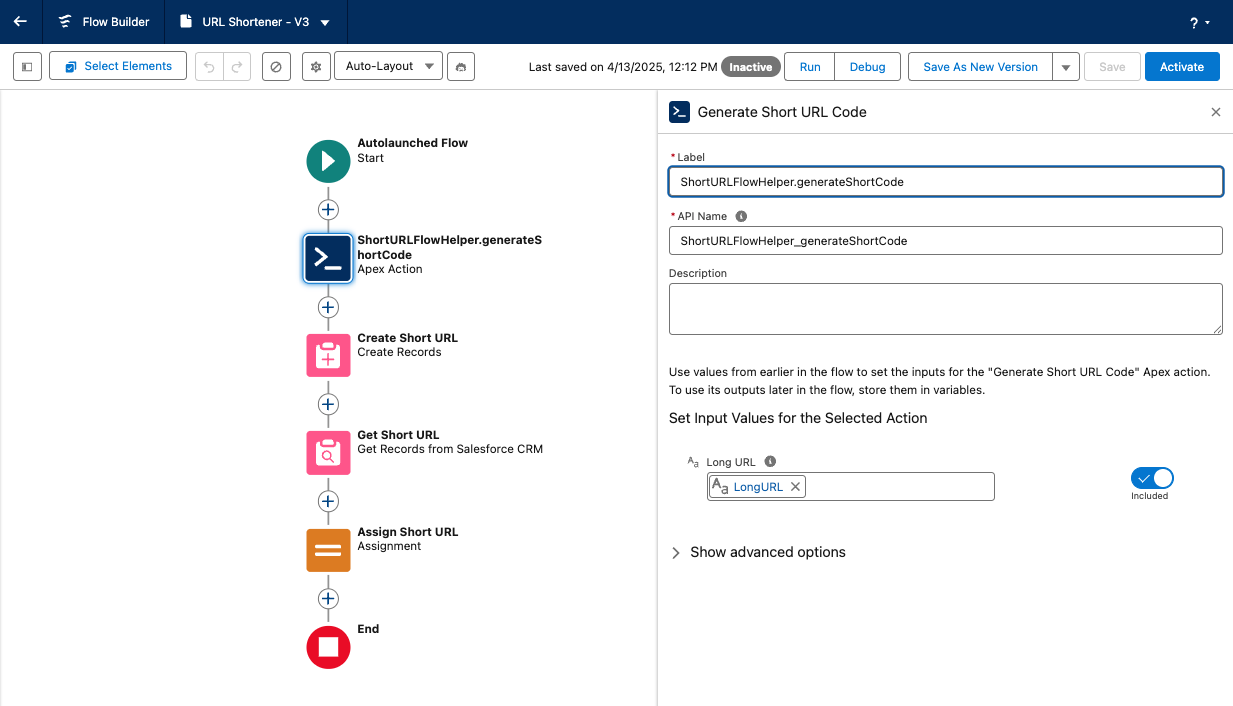 Flow Builder
URL Shortener - V3
?
Select Elements
Auto-Layout
Last saved on 4/13/2025, 12:12 PM
Inactive
Run
Debug
Save As New Version
Save
Activate
Autolaunched Flow
Start
ShortURLFlowHelper.generateS
hortCode
Apex Action
Create Short URL
Create Records
Get Short URL
Get Records from Salesforce CRM
Assign Short URL
Assignment
End
Generate Short URL Code
* Label
ShortURLFlowHelper.generateShortCode
* API Name
ShortURLFlowHelper_generateShortCode
Description
Use values from earlier in the flow to set the inputs for the "Generate Short URL Code" Apex action.
To use its outputs later in the flow, store them in variables.
Set Input Values for the Selected Action
Aa Long URL
Aa LongURL
Included
Show advanced options